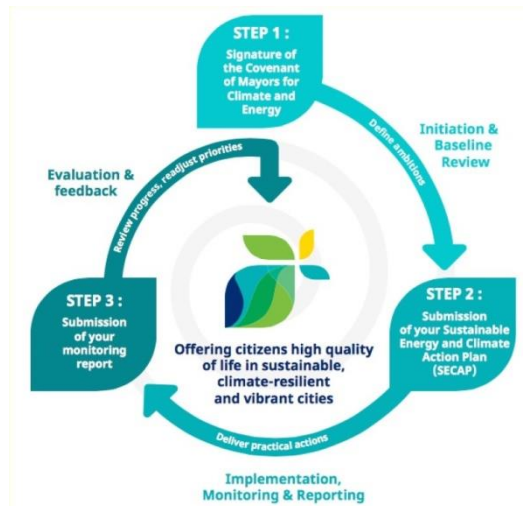 STEP 1 :
Signature of
the Covenant
of Mayors for
Climate and
Energy
Define ambitions
Initiation &
Baseline
Review
STEP 2 :
Submission
of your Sustainable
Energy and Climate
Action Plan
(SECAP)
Deliver practical actions
Implementation,
Monitoring & Reporting
STEP 3 :
Submission
of your
monitoring
report
Review progress, readjust priorities
Evaluation &
feedback
Offering citizens high quality
of life in sustainable,
climate-resilient
and vibrant cities